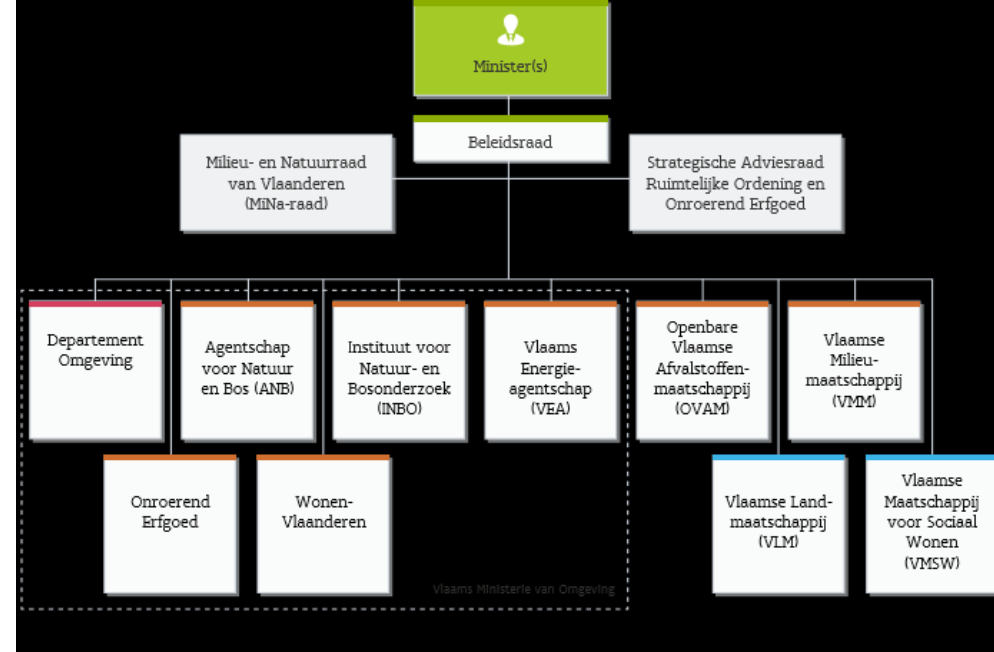 Minister(s)
Beleidsraad
Milieu- en Natuurraad
van Vlaanderen
(MiNa-raad)
Strategische Adviesraad
Ruimtelijke Ordening en
Onroerend Erfgoed
Departement
Omgeving
Agentschap
voor Natuur
en Bos (ANB)
Instituut voor
Natuur- en
Bosonderzoek
(INBO)
Vlaams
Energie-
agentschap
(VEA)
Openbare
Vlaamse
Afvalstoffen-
maatschappij
(OVAM)
Vlaamse
Milieu-
maatschappij
(VMM)
Onroerend
Erfgoed
Wonen-
Vlaanderen
Vlaamse Land-
maatschappij
(VLM)
Vlaamse
Maatschappij
voor Sociaal
Wonen
(VMSW)
Vlaams Ministerie van Omgeving